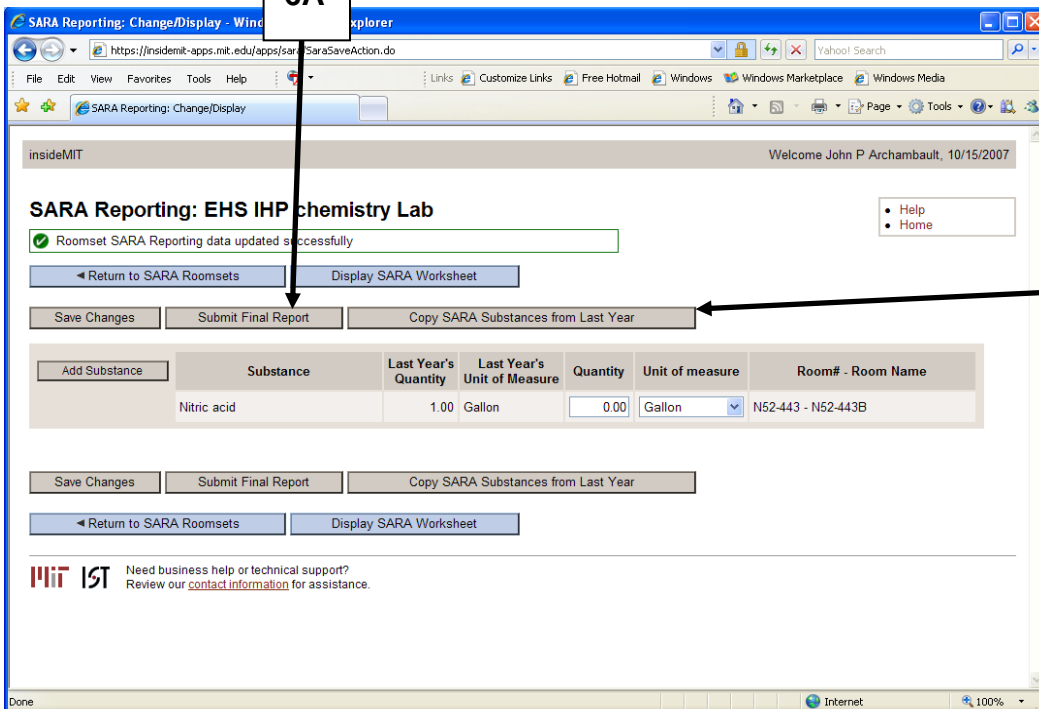 SARA Reporting: Change/Display - Wind xplorer
https://insidemit-apps.mit.edu/apps/sara/SaraSaveAction.do
Yahoo! Search
File Edit View Favorites Tools Help
Links Customize Links Free Hotmail Windows Windows Marketplace Windows Media
SARA Reporting: Change/Display
Page Tools
insideMIT
Welcome John P Archambault, 10/15/2007
SARA Reporting: EHS IHP chemistry Lab
Help
Home
Roomset SARA Reporting data updated successfully
Return to SARA Roomsets
Display SARA Worksheet
Save Changes
Submit Final Report
Copy SARA Substances from Last Year
Add Substance
Substance
Last Year's Quantity
Last Year's Unit of Measure
Quantity
Unit of measure
Room# - Room Name
Nitric acid
1.00 Gallon
0.00
Gallon
N52-443 - N52-443B
Save Changes
Submit Final Report
Copy SARA Substances from Last Year
Return to SARA Roomsets
Display SARA Worksheet
MIT IST
Need business help or technical support?
Review our contact information for assistance.
Done
Internet
100%